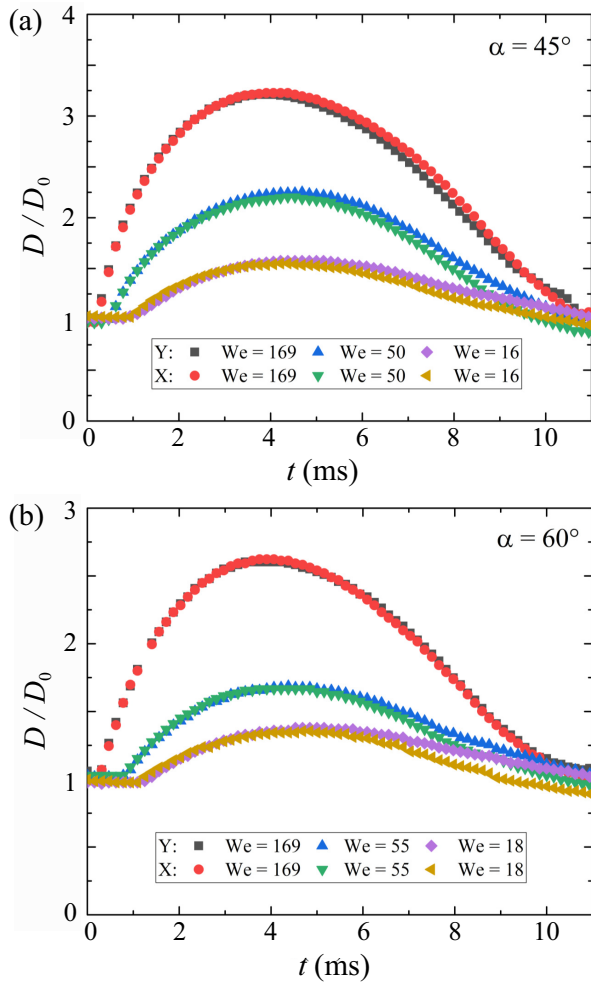 (a)
α = 45°
4
3
2
1
0
D / D₀
Y: We = 169 We = 50 We = 16
X: We = 169 We = 50 We = 16
0 2 4 6 8 10
t (ms)
(b)
α = 60°
3
2
1
0
D / D₀
Y: We = 169 We = 55 We = 18
X: We = 169 We = 55 We = 18
0 2 4 6 8 10
t (ms)